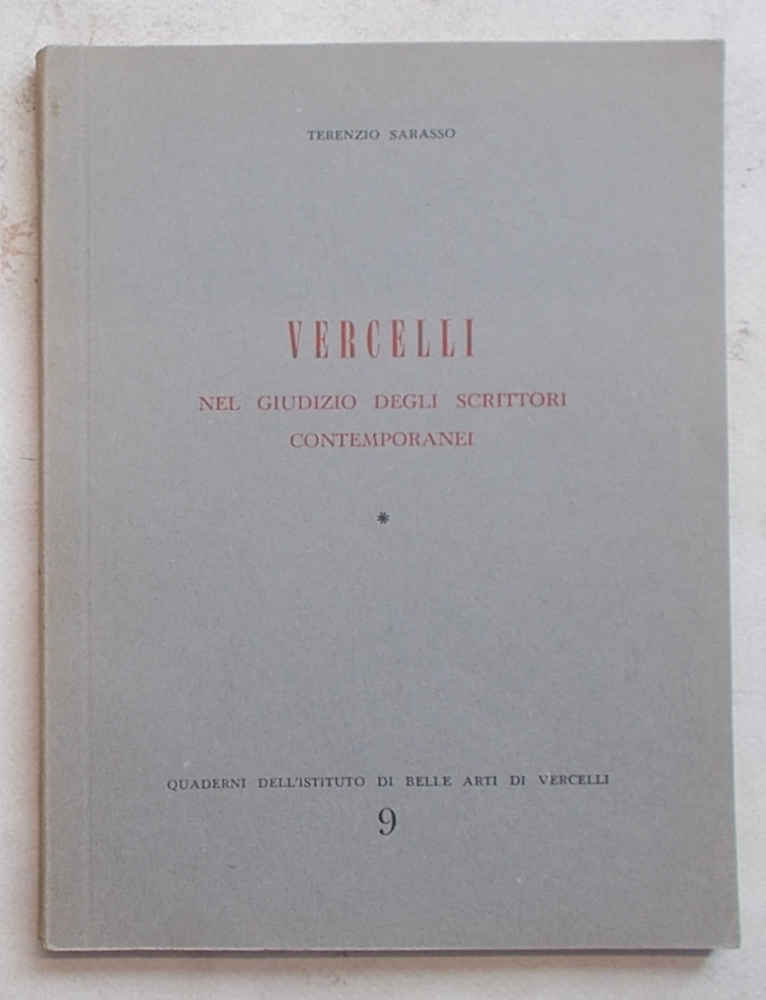 TERENZIO SARASSO
VERCELLI
NEL GIUDIZIO DEGLI SCRITTORI
CONTEMPORANEI
*
QUADERNI DELL'ISTITUTO DI BELLE ARTI DI VERCELLI
9